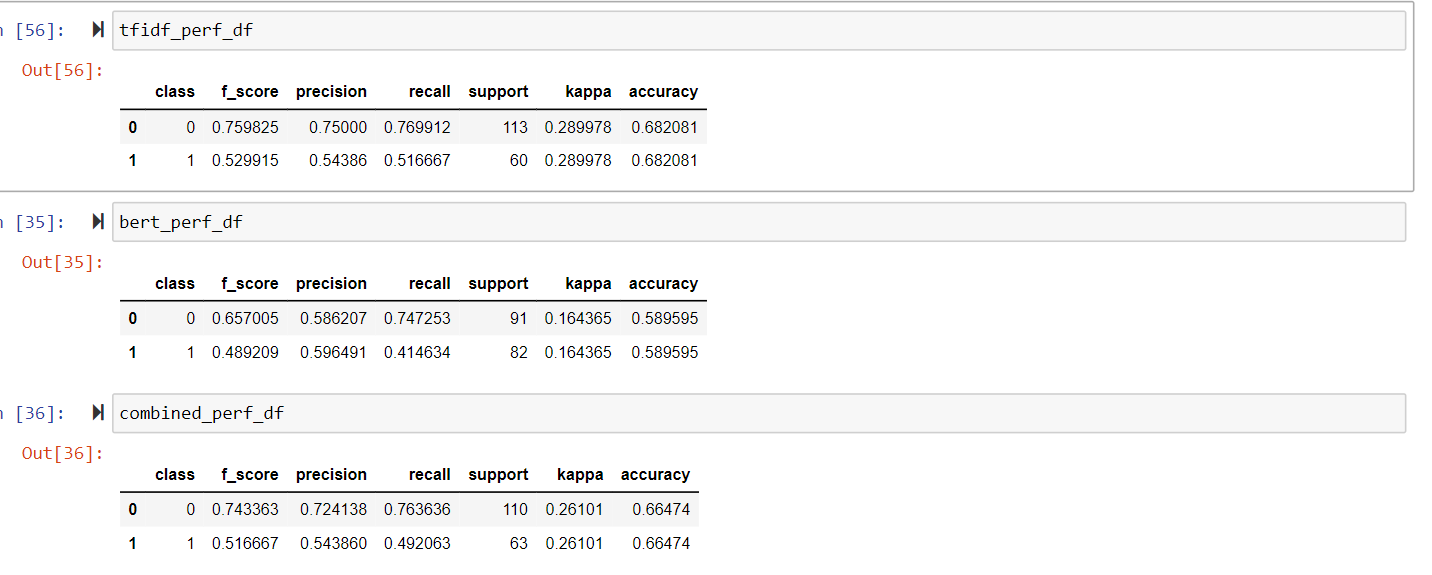 n [56]: tfidf_perf_df
Out[56]:
class f_score precision recall support kappa accuracy
0 0 0.759825 0.75000 0.769912 113 0.289978 0.682081
1 1 0.529915 0.54386 0.516667 60 0.289978 0.682081
n [35]: bert_perf_df
Out[35]:
class f_score precision recall support kappa accuracy
0 0 0.657005 0.586207 0.747253 91 0.164365 0.589595
1 1 0.489209 0.596491 0.414634 82 0.164365 0.589595
n [36]: combined_perf_df
Out[36]:
class f_score precision recall support kappa accuracy
0 0 0.743363 0.724138 0.763636 110 0.26101 0.66474
1 1 0.516667 0.543860 0.492063 63 0.26101 0.66474